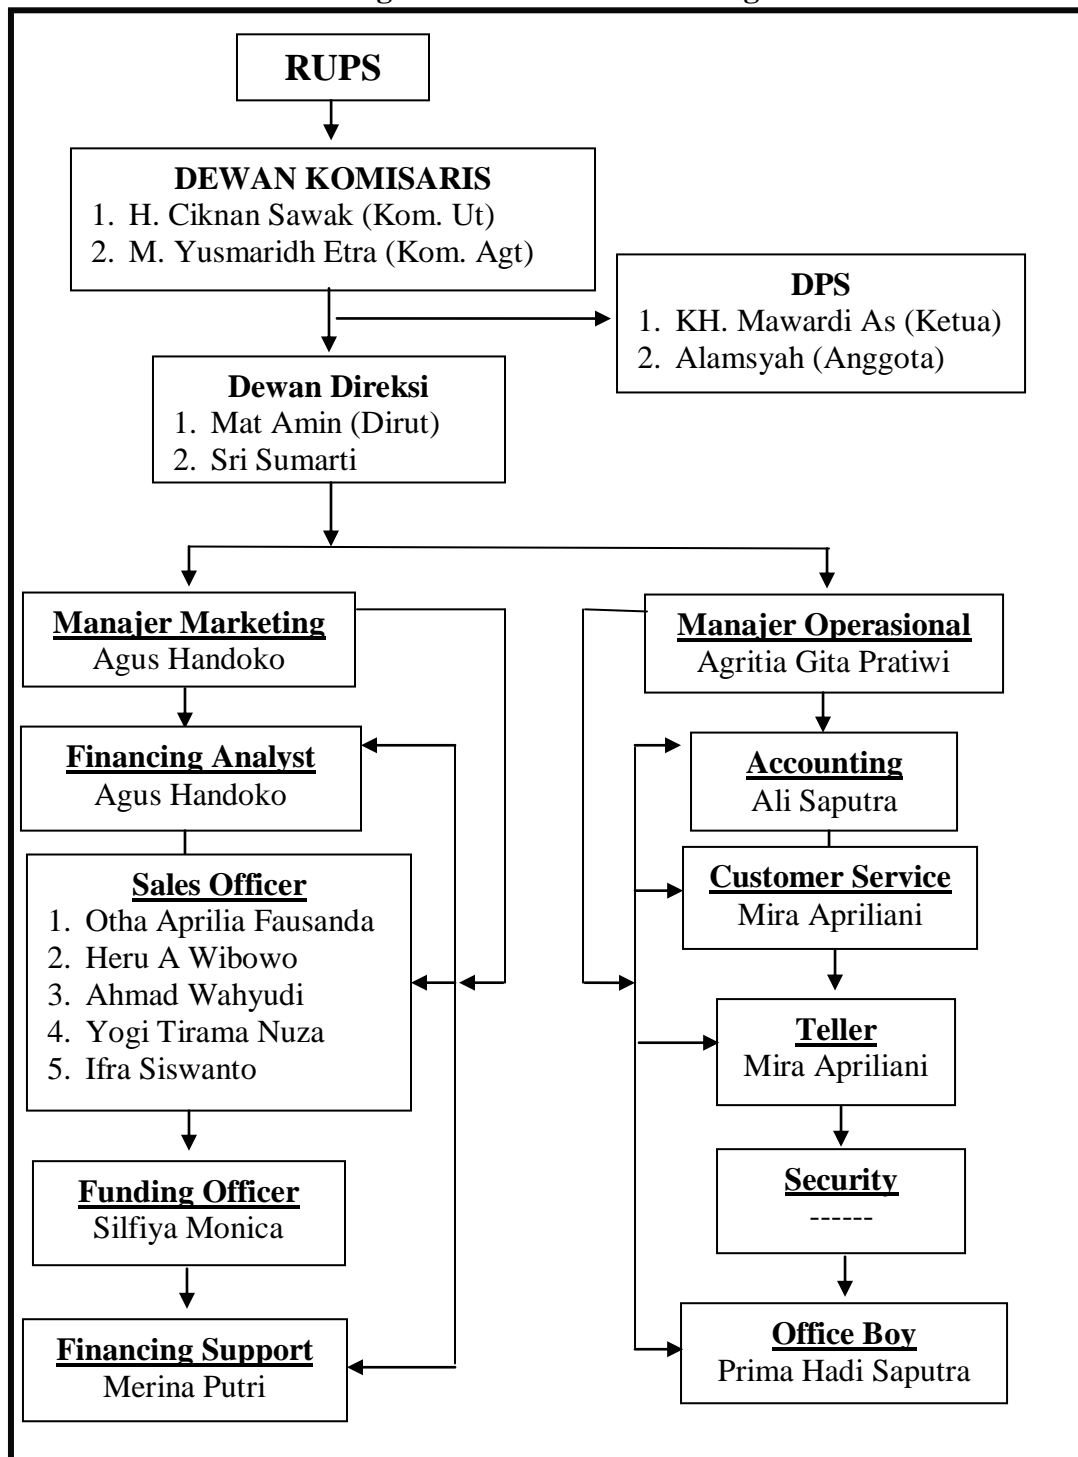 RUPS
DEWAN KOMISARIS
1. H. Ciknan Sawak (Kom. Ut)
2. M. Yusmaridh Etra (Kom. Agt)
DPS
1. KH. Mawardi As (Ketua)
2. Alamsyah (Anggota)
Dewan Direksi
1. Mat Amin (Dirut)
2. Sri Sumarti
Manajer Marketing
Agus Handoko
Financing Analyst
Agus Handoko
Sales Officer
1. Otha Aprilia Fausanda
2. Heru A Wibowo
3. Ahmad Wahyudi
4. Yogi Tirama Nuza
5. Ifra Siswanto
Funding Officer
Silfiya Monica
Financing Support
Merina Putri
Manajer Operasional
Agritia Gita Pratiwi
Accounting
Ali Saputra
Customer Service
Mira Apriliani
Teller
Mira Apriliani
Security
------
Office Boy
Prima Hadi Saputra